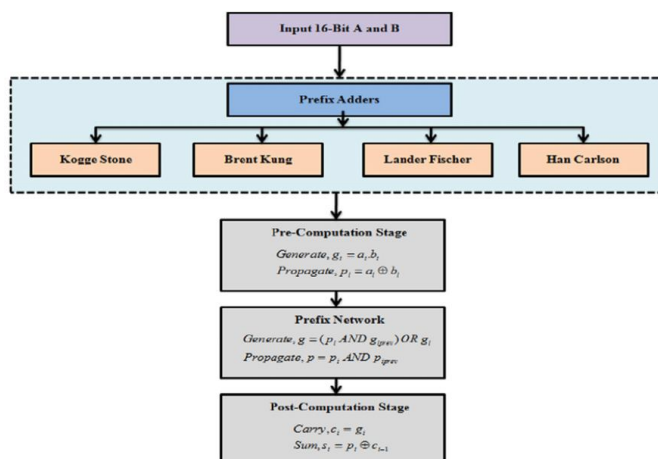 Input 16-Bit A and B
Prefix Adders
Kogge Stone
Brent Kung
Lander Fischer
Han Carlson
Pre-Computation Stage
Generate, gᵢ = aᵢ.bᵢ
Propagate, pᵢ = aᵢ ⊕ bᵢ
Prefix Network
Generate, g = (pᵢ AND gᵢₚᵣₑᵥ) OR gᵢ
Propagate, p = pᵢ AND pᵢₚᵣₑᵥ
Post-Computation Stage
Carry, cᵢ = gᵢ
Sum, sᵢ = pᵢ ⊕ cᵢ₋₁